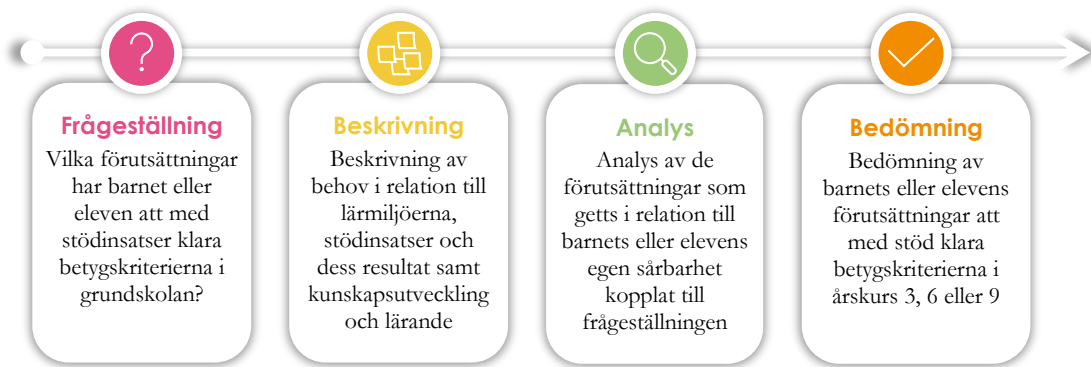 Frågeställning
Vilka förutsättningar
har barnet eller
eleven att med
stödinsatser klara
betygskriterierna i
grundskolan?
Beskrivning
Beskrivning av
behov i relation till
lärmiljöerna,
stödinsatser och
dess resultat samt
kunskapsutveckling
och lärande
Analys
Analys av de
förutsättningar som
getts i relation till
barnets eller elevens
egen sårbarhet
kopplat till
frågeställningen
Bedömning
Bedömning av
barnets eller elevens
förutsättningar att
med stöd klara
betygskriterierna i
årskurs 3, 6 eller 9